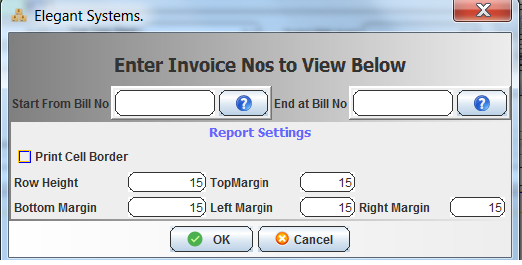 Elegant Systems.
Enter Invoice Nos to View Below
Start From Bill No ? End at Bill No ?
Report Settings
Print Cell Border
Row Height 15 TopMargin 15
Bottom Margin 15 Left Margin 15 Right Margin 15
OK Cancel